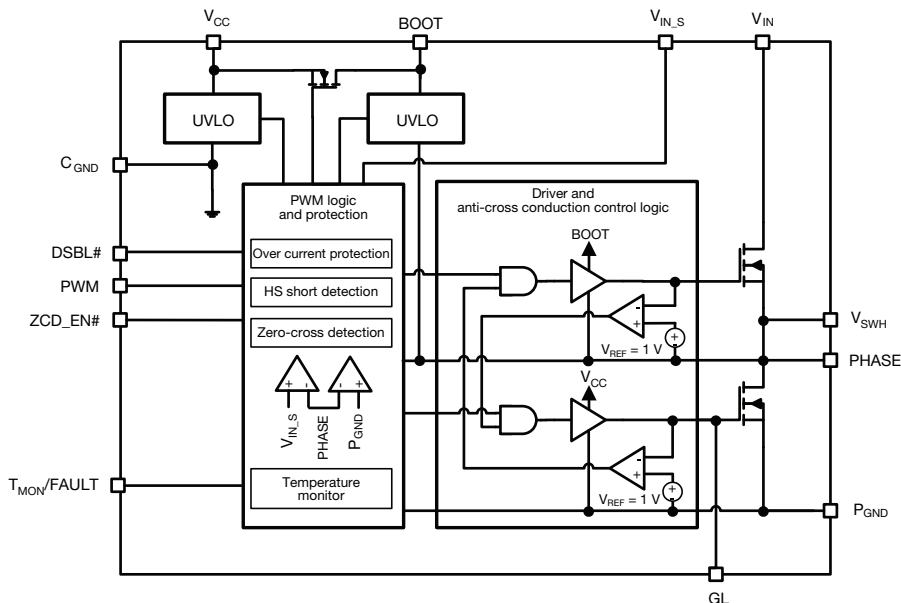 VCC
BOOT
VIN_S
VIN
UVLO
UVLO
CGND
PWM logic
and protection
Driver and
anti-cross conduction control logic
DSBL#
Over current protection
BOOT
PWM
HS short detection
ZCD_EN#
Zero-cross detection
VREF = 1 V
VSWH
PHASE
VCC
VIN_S
PHASE
PGND
TMON/FAULT
Temperature
monitor
VREF = 1 V
PGND
GL